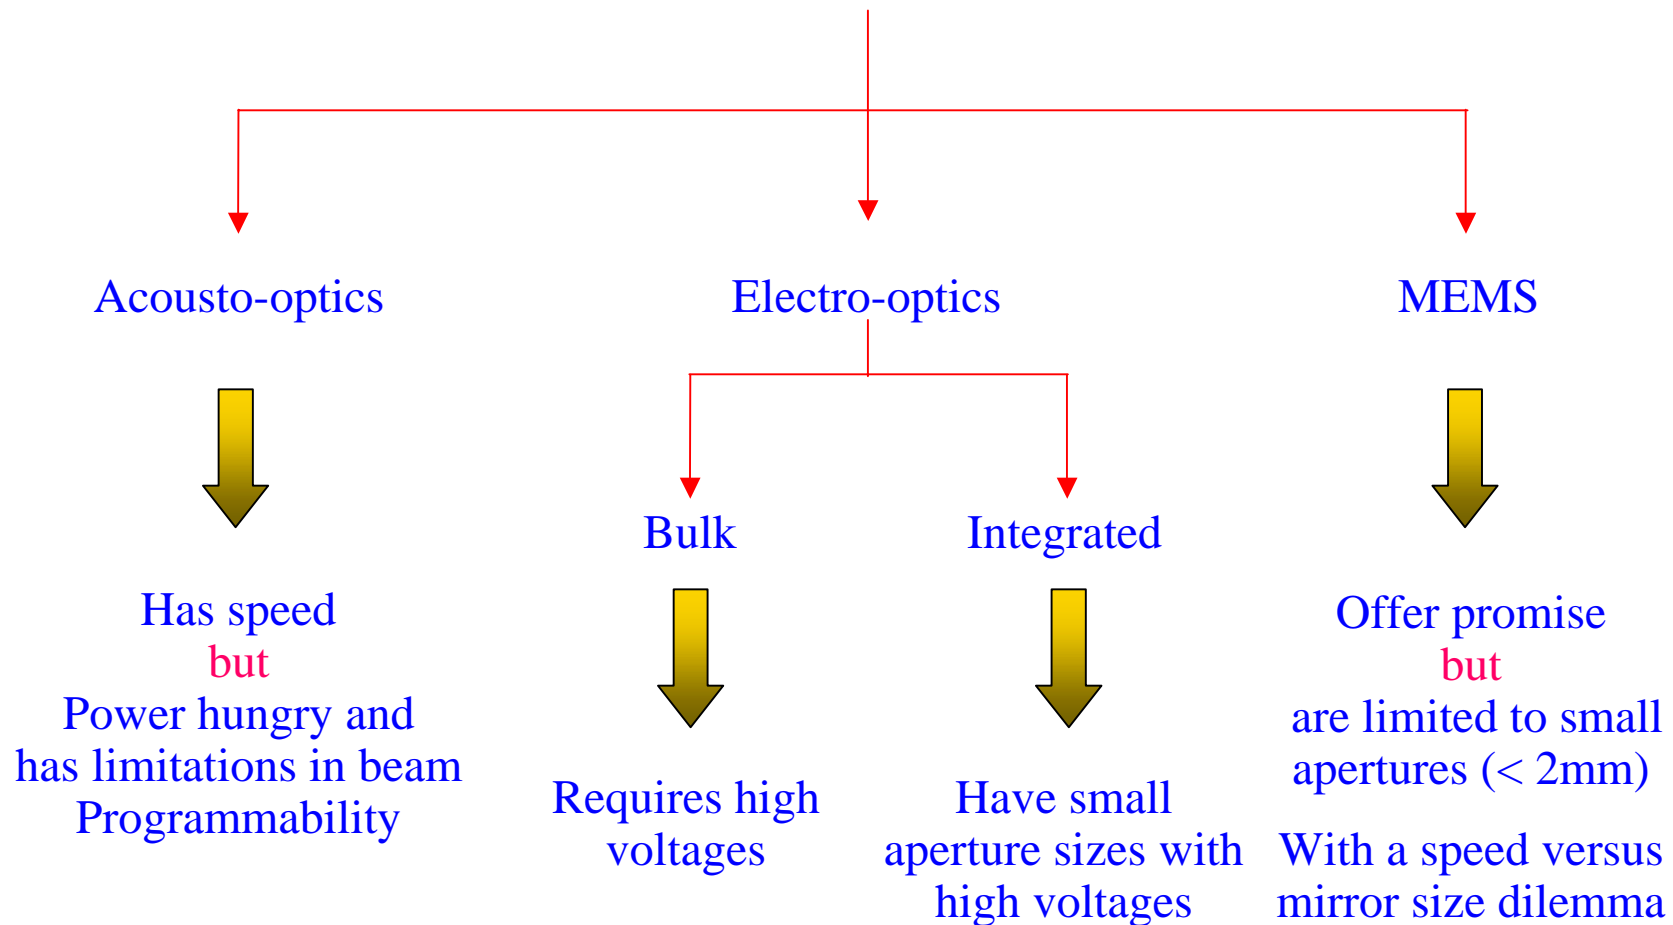 Acousto-optics
Electro-optics
MEMS
Bulk
Integrated
Has speed
but
Power hungry and
has limitations in beam
Programmability
Requires high
voltages
Have small
aperture sizes with
high voltages
Offer promise
but
are limited to small
apertures (< 2mm)
With a speed versus
mirror size dilemma